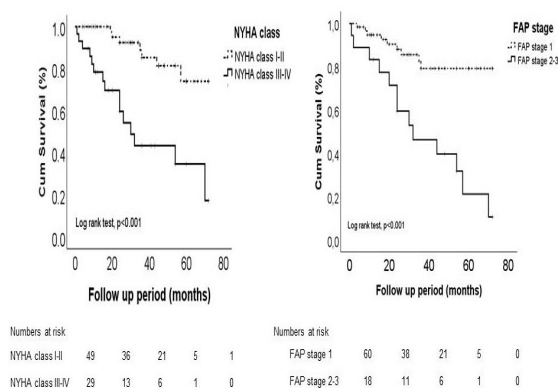 NYHA class
NYHA class I-II
NYHA class III-IV
Cum Survival (%)
1,0
0,8
0,6
0,4
0,2
0,0
Log rank test, p<0.001
0 20 40 60 80
Follow up period (months)
FAP stage
FAP stage 1
FAP stage 2-3
Cum Survival (%)
1,0
0,8
0,6
0,4
0,2
0,0
Log rank test, p<0.001
0 20 40 60 80
Follow up period (months)
Numbers at risk
NYHA class I-II 49 36 21 5 1
NYHA class III-IV 29 13 6 1 0
Numbers at risk
FAP stage 1 60 38 21 5 0
FAP stage 2-3 18 11 6 1 0